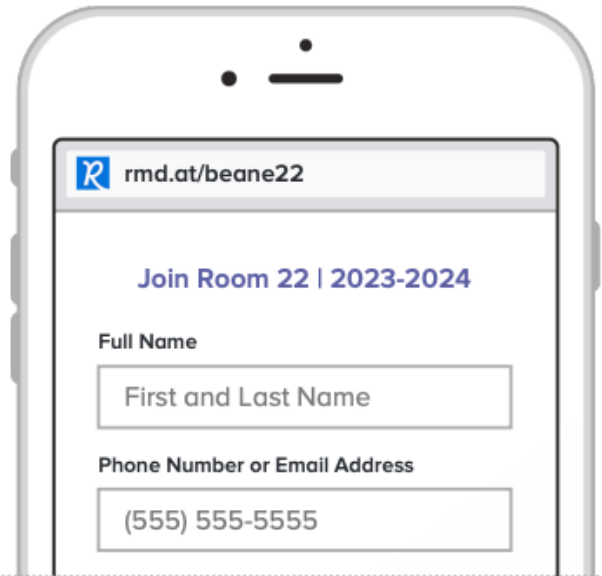 rmd.at/beane22
Join Room 22 | 2023-2024
Full Name
First and Last Name
Phone Number or Email Address
(555) 555-5555